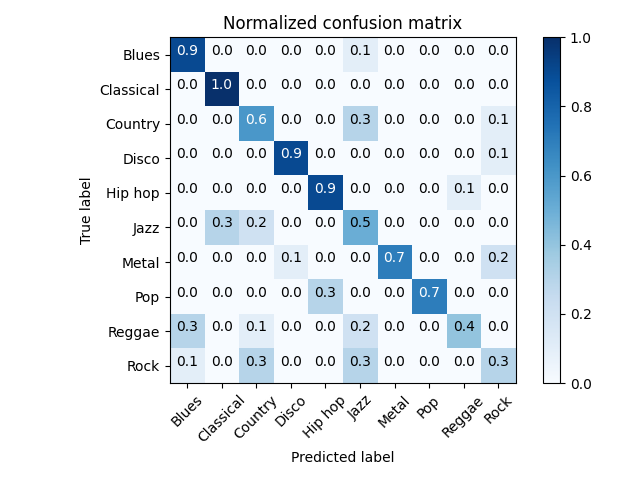 Normalized confusion matrix
Blues 0.9 0.0 0.0 0.0 0.0 0.1 0.0 0.0 0.0 0.0
Classical 0.0 1.0 0.0 0.0 0.0 0.0 0.0 0.0 0.0 0.0
Country 0.0 0.0 0.6 0.0 0.0 0.3 0.0 0.0 0.0 0.1
Disco 0.0 0.0 0.0 0.9 0.0 0.0 0.0 0.0 0.0 0.1
Hip hop 0.0 0.0 0.0 0.0 0.9 0.0 0.0 0.0 0.1 0.0
Jazz 0.0 0.3 0.2 0.0 0.0 0.5 0.0 0.0 0.0 0.0
Metal 0.0 0.0 0.0 0.1 0.0 0.0 0.7 0.0 0.0 0.2
Pop 0.0 0.0 0.0 0.0 0.3 0.0 0.0 0.7 0.0 0.0
Reggae 0.3 0.0 0.1 0.0 0.0 0.2 0.0 0.0 0.4 0.0
Rock 0.1 0.0 0.3 0.0 0.0 0.3 0.0 0.0 0.0 0.3
Blues Classical Country Disco Hip hop Jazz Metal Pop Reggae Rock
Predicted label
True label
1.0
0.8
0.6
0.4
0.2
0.0